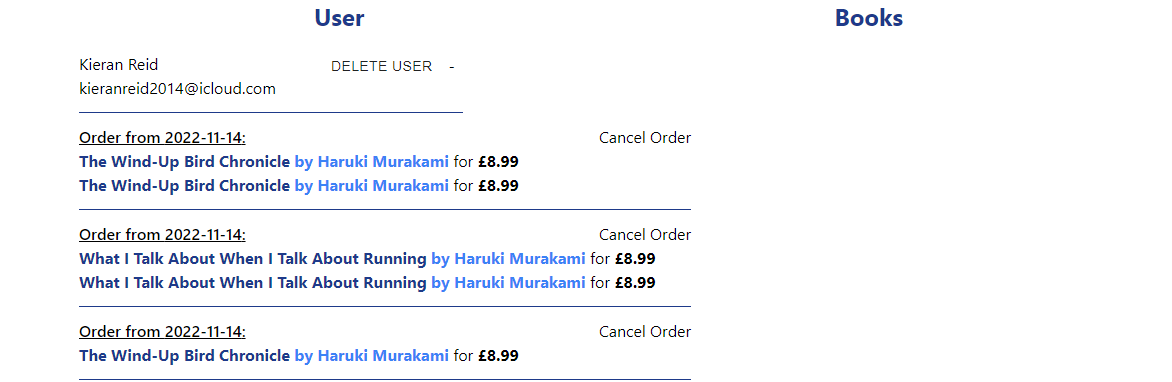 User
Books
Kieran Reid
DELETE USER -
kieranreid2014@icloud.com
Order from 2022-11-14:
Cancel Order
The Wind-Up Bird Chronicle by Haruki Murakami for £8.99
The Wind-Up Bird Chronicle by Haruki Murakami for £8.99
Order from 2022-11-14:
Cancel Order
What I Talk About When I Talk About Running by Haruki Murakami for £8.99
What I Talk About When I Talk About Running by Haruki Murakami for £8.99
Order from 2022-11-14:
Cancel Order
The Wind-Up Bird Chronicle by Haruki Murakami for £8.99